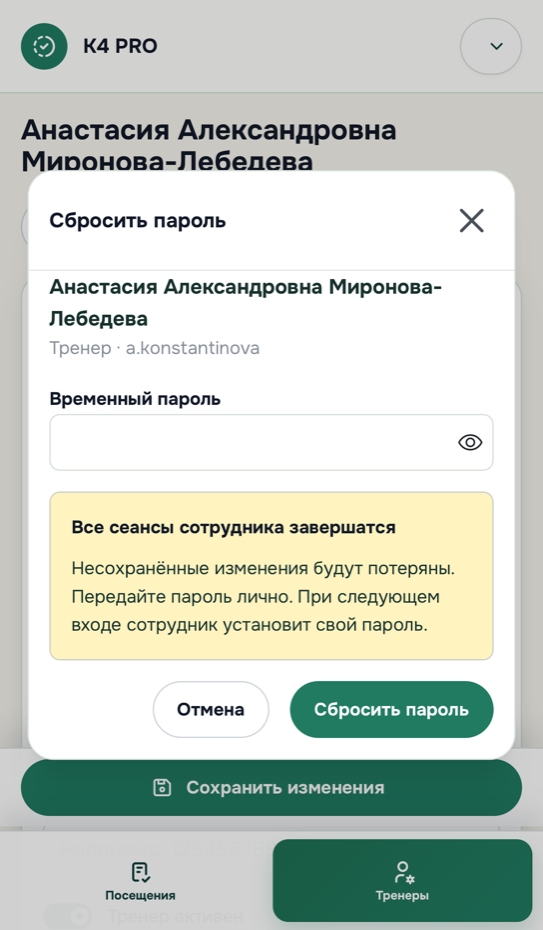 K4 PRO
Анастасия Александровна
Миронова-Лебедева
Сбросить пароль
Анастасия Александровна Миронова-
Лебедева
Тренер · a.konstantinova
Временный пароль
Все сеансы сотрудника завершатся
Несохранённые изменения будут потеряны.
Передайте пароль лично. При следующем
входе сотрудник установит свой пароль.
Отмена
Сбросить пароль
Сохранить изменения
Посещения
Тренеры
Тренер активен